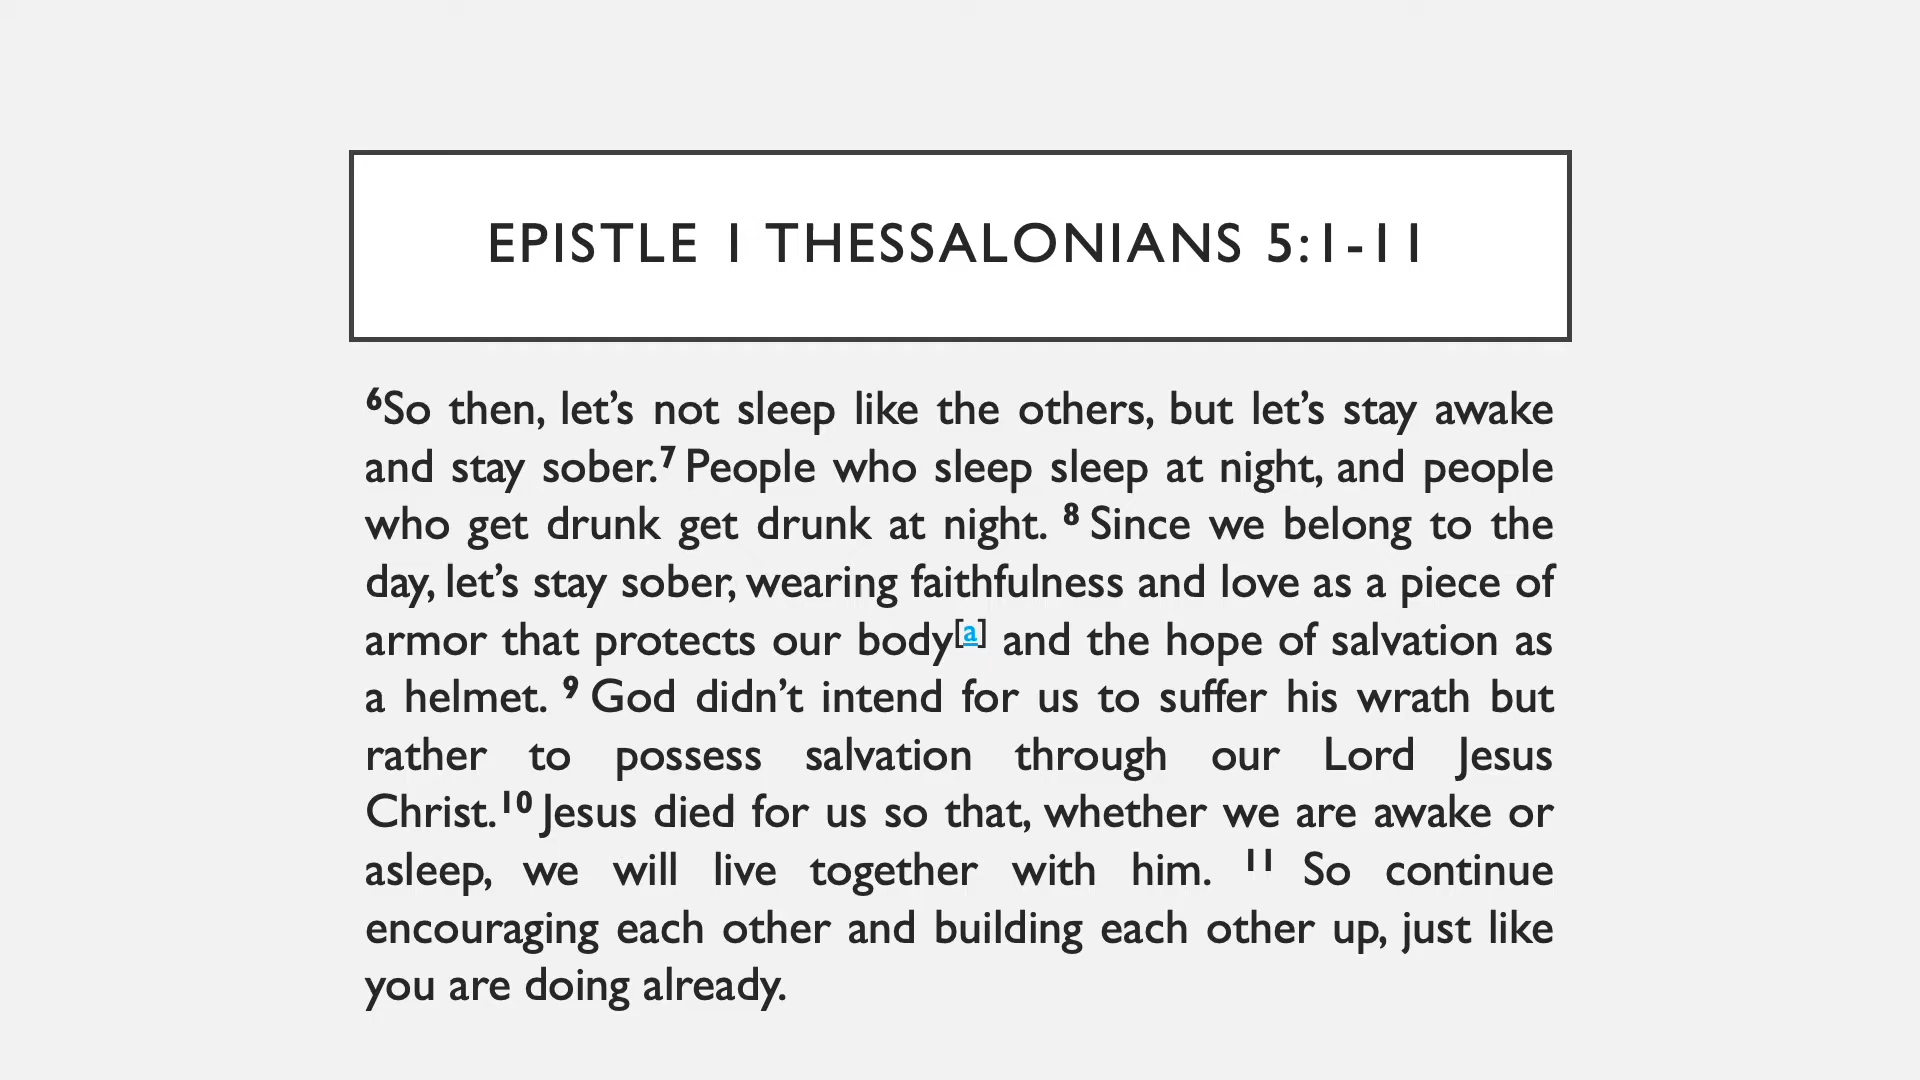 EPISTLE 1 THESSALONIANS 5:1-11
6So then, let’s not sleep like the others, but let’s stay awake
and stay sober.7 People who sleep sleep at night, and people
who get drunk get drunk at night. 8 Since we belong to the
day, let’s stay sober, wearing faithfulness and love as a piece of
armor that protects our body[a] and the hope of salvation as
a helmet. 9 God didn’t intend for us to suffer his wrath but
rather to possess salvation through our Lord Jesus
Christ.10 Jesus died for us so that, whether we are awake or
asleep, we will live together with him. 11 So continue
encouraging each other and building each other up, just like
you are doing already.